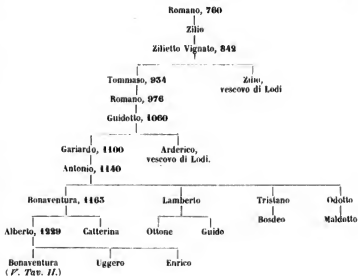 Romano, 760
Zilio
Zilietto Vignato, 842
Tommaso, 934 Zilio,
vescovo di Lodi
Romano, 976
Guidotto, 1060
Gariardo, 1100 Arderico,
vescovo di Lodi.
Antonio, 1140
Bonaventura, 1165 Lamberto Tristano Odotto
Alberto, 1229 Catterina Ottone Guido Bosdeo Maldotto
Bonaventura Uggero Enrico
(V. Tav. II.)